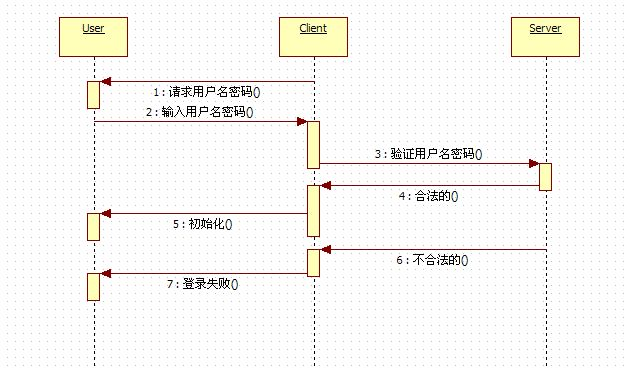 User
Client
Server
1 : 请求用户名密码()
2 : 输入用户名密码()
3 : 验证用户名密码()
4 : 合法的()
5 : 初始化()
6 : 不合法的()
7 : 登录失败()